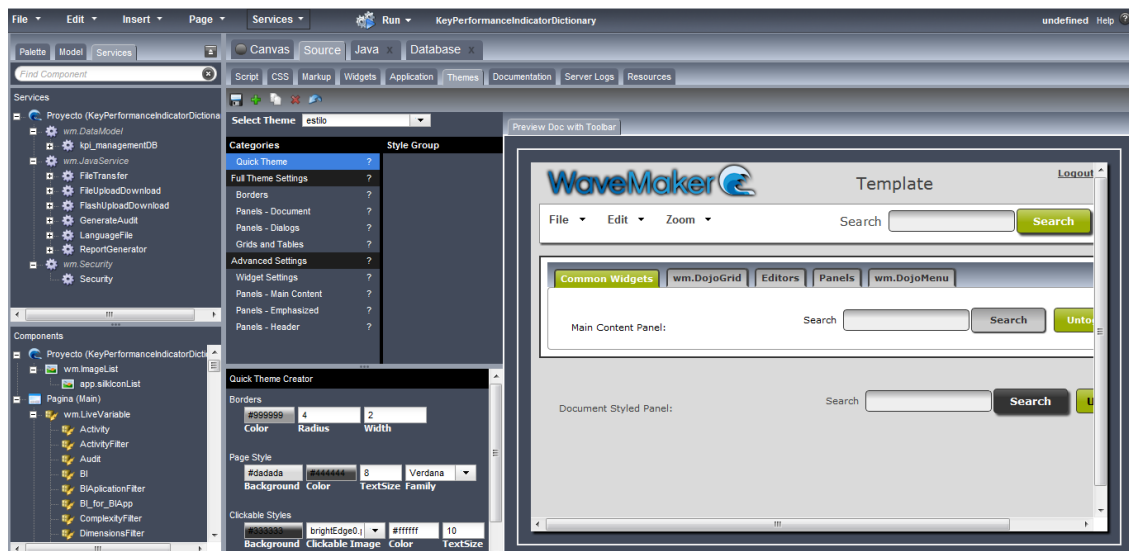 File Edit Insert Page Services Run KeyPerformanceIndicatorDictionary undefined Help ?
Palette Model Services
Canvas Source Java x Database x
Find Component
Script CSS Markup Widgets Application Themes Documentation Server Logs Resources
Services
Proyecto (KeyPerformanceIndicatorDictiona
wm.DataModel
kpi_managementDB
wm.JavaService
FileTransfer
FileUploadDownload
FlashUploadDownload
GenerateAudit
LanguageFile
ReportGenerator
wm.Security
Security
Components
Proyecto (KeyPerformanceIndicatorDicti
wm.ImageList
app.silkIconList
Pagina (Main)
wm.LiveVariable
Activity
ActivityFilter
Audit
BI
BIAplicationFilter
BI_for_BIApp
ComplexityFilter
DimensionsFilter
Select Theme estilo
Categories Style Group
Quick Theme ?
Full Theme Settings ?
Borders ?
Panels - Document ?
Panels - Dialogs ?
Grids and Tables ?
Advanced Settings ?
Widget Settings ?
Panels - Main Content ?
Panels - Emphasized ?
Panels - Header ?
Quick Theme Creator
Borders
#999999 4 2
Color Radius Width
Page Style
#dadada #444444 8 Verdana
Background Color TextSize Family
Clickable Styles
#333333 brightEdge0.p #ffffff 10
Background Clickable Image Color TextSize
Preview Doc with Toolbar
WaveMaker Template Logout
File Edit Zoom Search Search
Common Widgets wm.DojoGrid Editors Panels wm.DojoMenu
Main Content Panel: Search Search Unto
Document Styled Panel: Search Search U